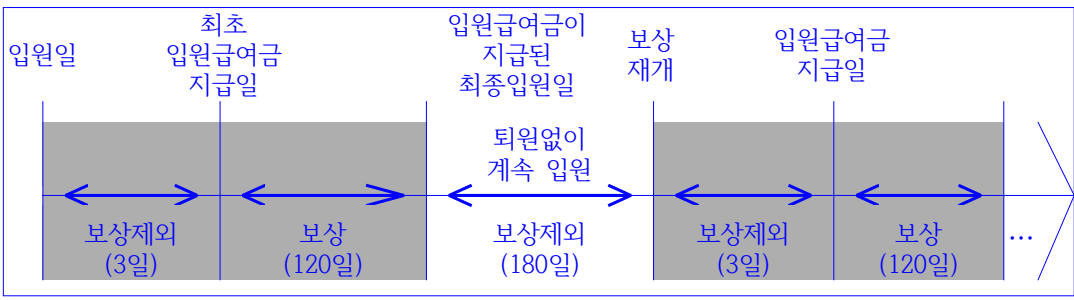 입원일
최초
입원급여금
지급일
입원급여금이
지급된
최종입원일
보상
재개
입원급여금
지급일
퇴원없이
계속 입원
보상제외
(3일)
보상
(120일)
보상제외
(180일)
보상제외
(3일)
보상
(120일)
...